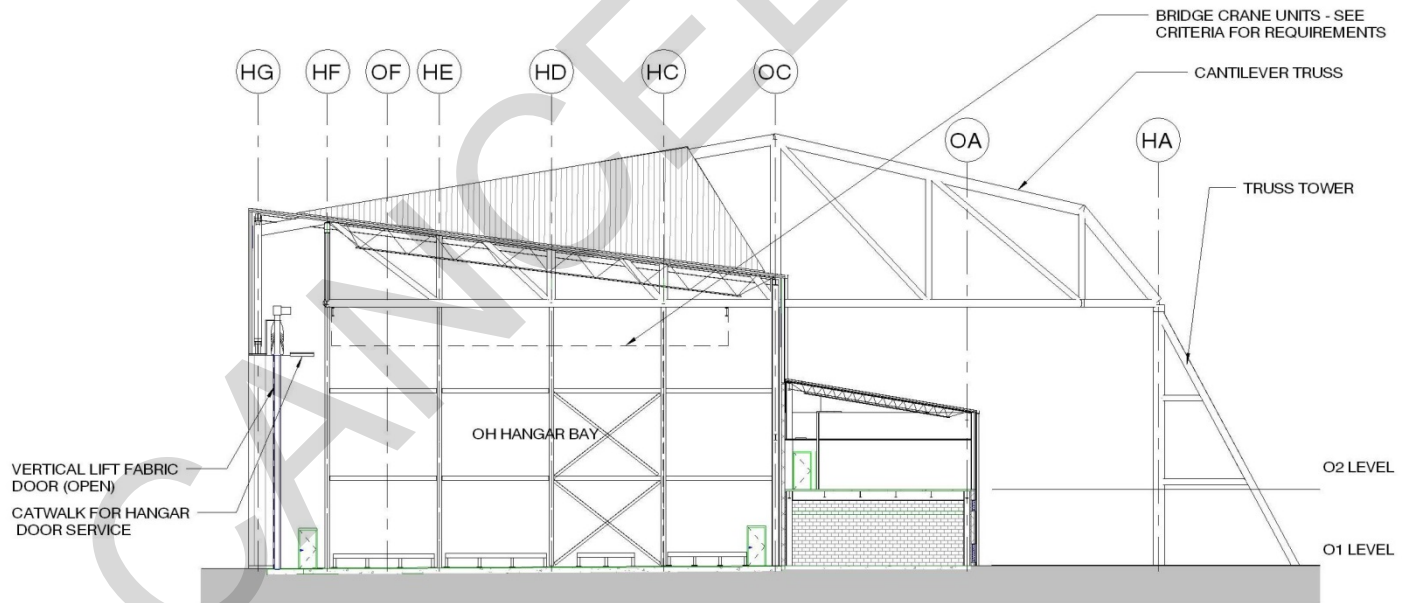 BRIDGE CRANE UNITS - SEE
CRITERIA FOR REQUIREMENTS
HG
HF
OF
HE
HD
HC
OC
CANTILEVER TRUSS
OA
HA
TRUSS TOWER
OH HANGAR BAY
VERTICAL LIFT FABRIC
DOOR (OPEN)
CATWALK FOR HANGAR
DOOR SERVICE
O2 LEVEL
O1 LEVEL
CANCEL